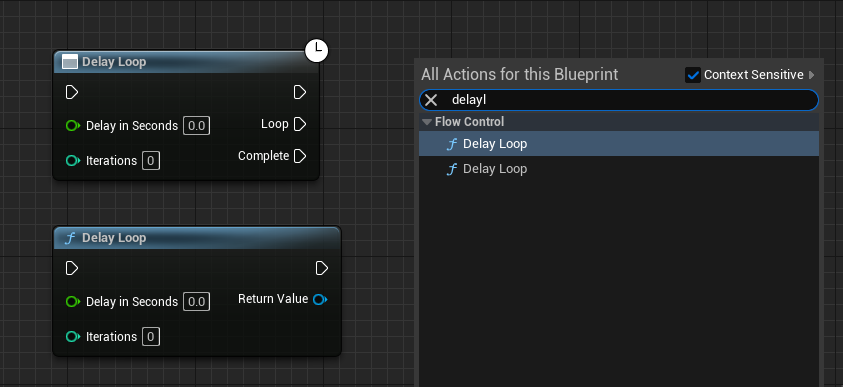 Delay Loop
Delay in Seconds 0.0 Loop
Complete
Iterations 0
Delay Loop
Delay in Seconds 0.0 Return Value
Iterations 0
All Actions for this Blueprint Context Sensitive
delayl
Flow Control
Delay Loop
Delay Loop